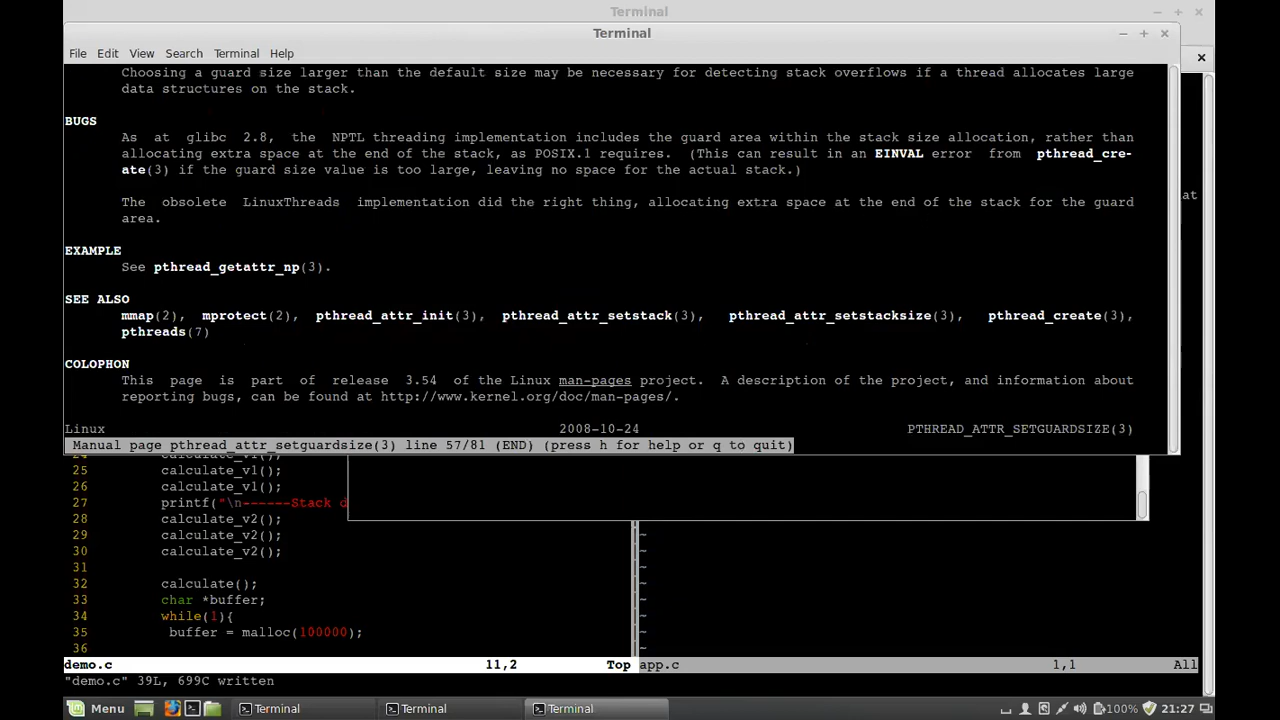 Terminal
Terminal
File Edit View Search Terminal Help
Choosing a guard size larger than the default size may be necessary for detecting stack overflows if a thread allocates large
data structures on the stack.
BUGS
As at glibc 2.8, the NPTL threading implementation includes the guard area within the stack size allocation, rather than
allocating extra space at the end of the stack, as POSIX.1 requires. (This can result in an EINVAL error from pthread_cre-
ate(3) if the guard size value is too large, leaving no space for the actual stack.)
The obsolete LinuxThreads implementation did the right thing, allocating extra space at the end of the stack for the guard
area.
EXAMPLE
See pthread_getattr_np(3).
SEE ALSO
mmap(2), mprotect(2), pthread_attr_init(3), pthread_attr_setstack(3), pthread_attr_setstacksize(3), pthread_create(3),
pthreads(7)
COLOPHON
This page is part of release 3.54 of the Linux man-pages project. A description of the project, and information about
reporting bugs, can be found at http://www.kernel.org/doc/man-pages/.
Linux 2008-10-24 PTHREAD_ATTR_SETGUARDSIZE(3)
Manual page pthread_attr_setguardsize(3) line 57/81 (END) (press h for help or q to quit)
at
24 calculate_v1();
25 calculate_v1();
26 calculate_v1();
27 printf("\n------Stack d
28 calculate_v2();
29 calculate_v2();
30 calculate_v2();
31
32 calculate();
33 char *buffer;
34 while(1){
35 buffer = malloc(100000);
36
~
~
~
~
~
~
~
~
demo.c 11,2 Top app.c 1,1 All
"demo.c" 39L, 699C written
Menu Terminal Terminal Terminal 100% 21:27